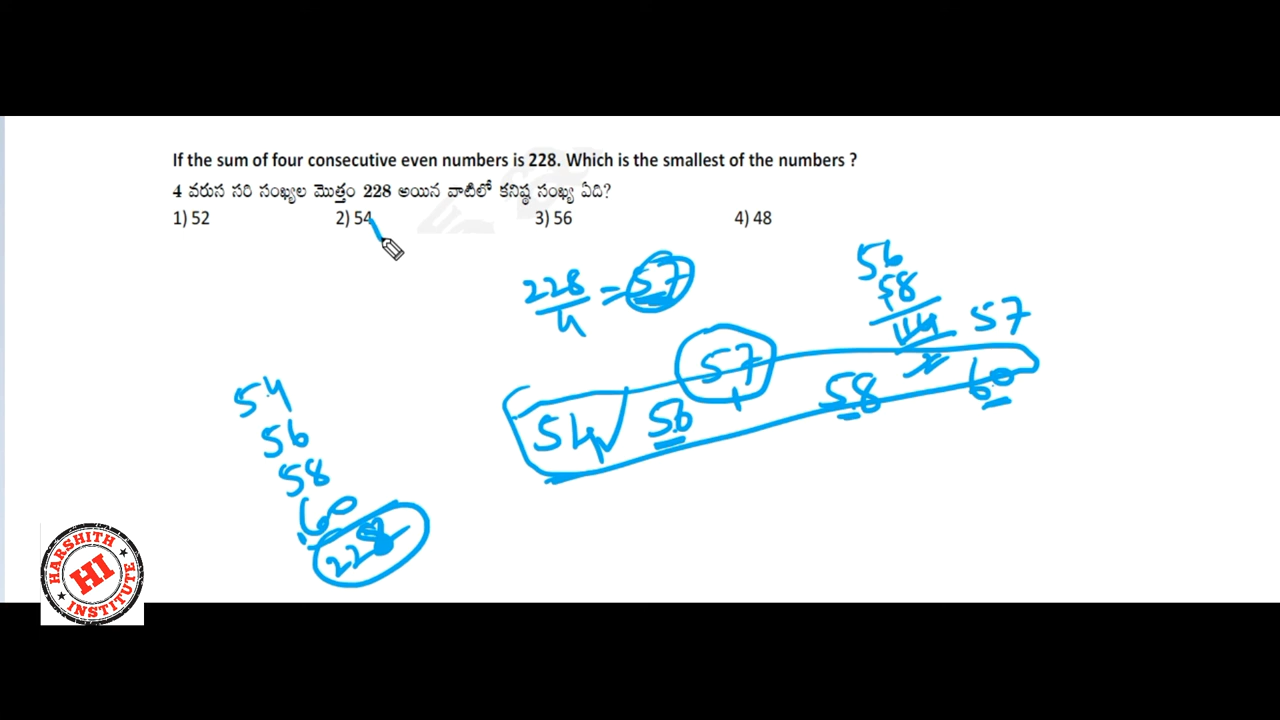 If the sum of four consecutive even numbers is 228. Which is the smallest of the numbers ?
4 వరుస సరి సంఖ్యల మొత్తం 228 అయిన వాటిలో కనిష్ఠ సంఖ్య ఏది?
1) 52 2) 54 3) 56 4) 48
228/4 = 57
56
58
114
57
57
54 56 58 60
54
56
58
60
228
HARSHITH
HI
INSTITUTE